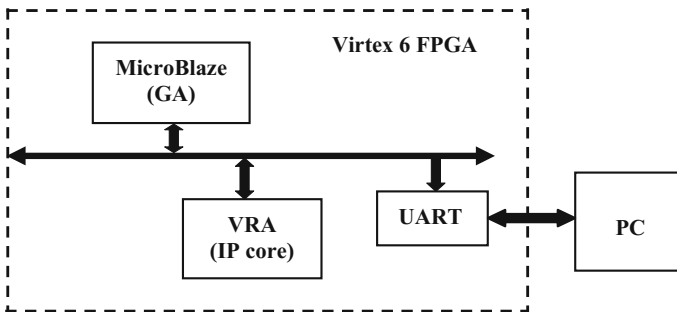 Virtex 6 FPGA
MicroBlaze
(GA)
VRA
(IP core)
UART
PC